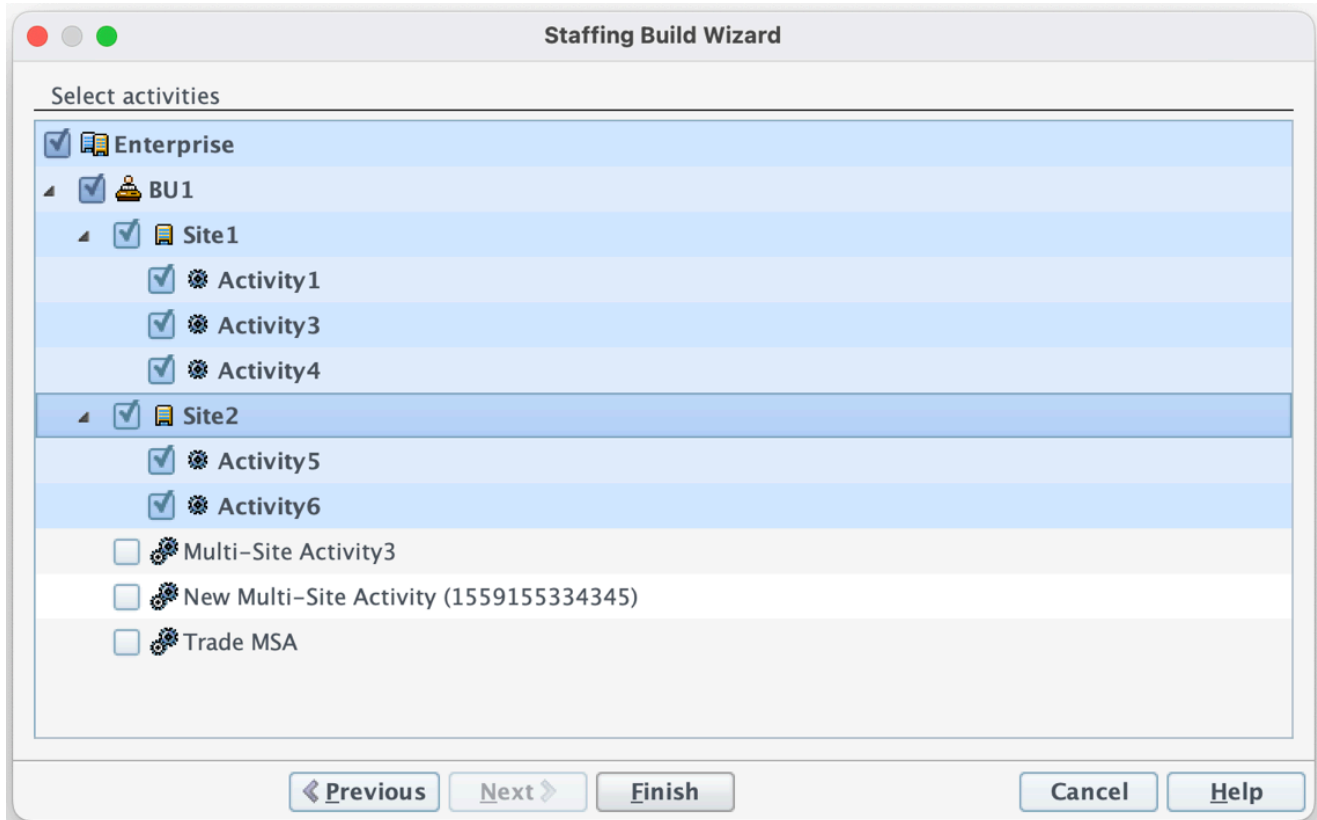 Staffing Build Wizard
Select activities
Enterprise
BU1
Site1
Activity1
Activity3
Activity4
Site2
Activity5
Activity6
Multi-Site Activity3
New Multi-Site Activity (1559155334345)
Trade MSA
Previous Next Finish Cancel Help